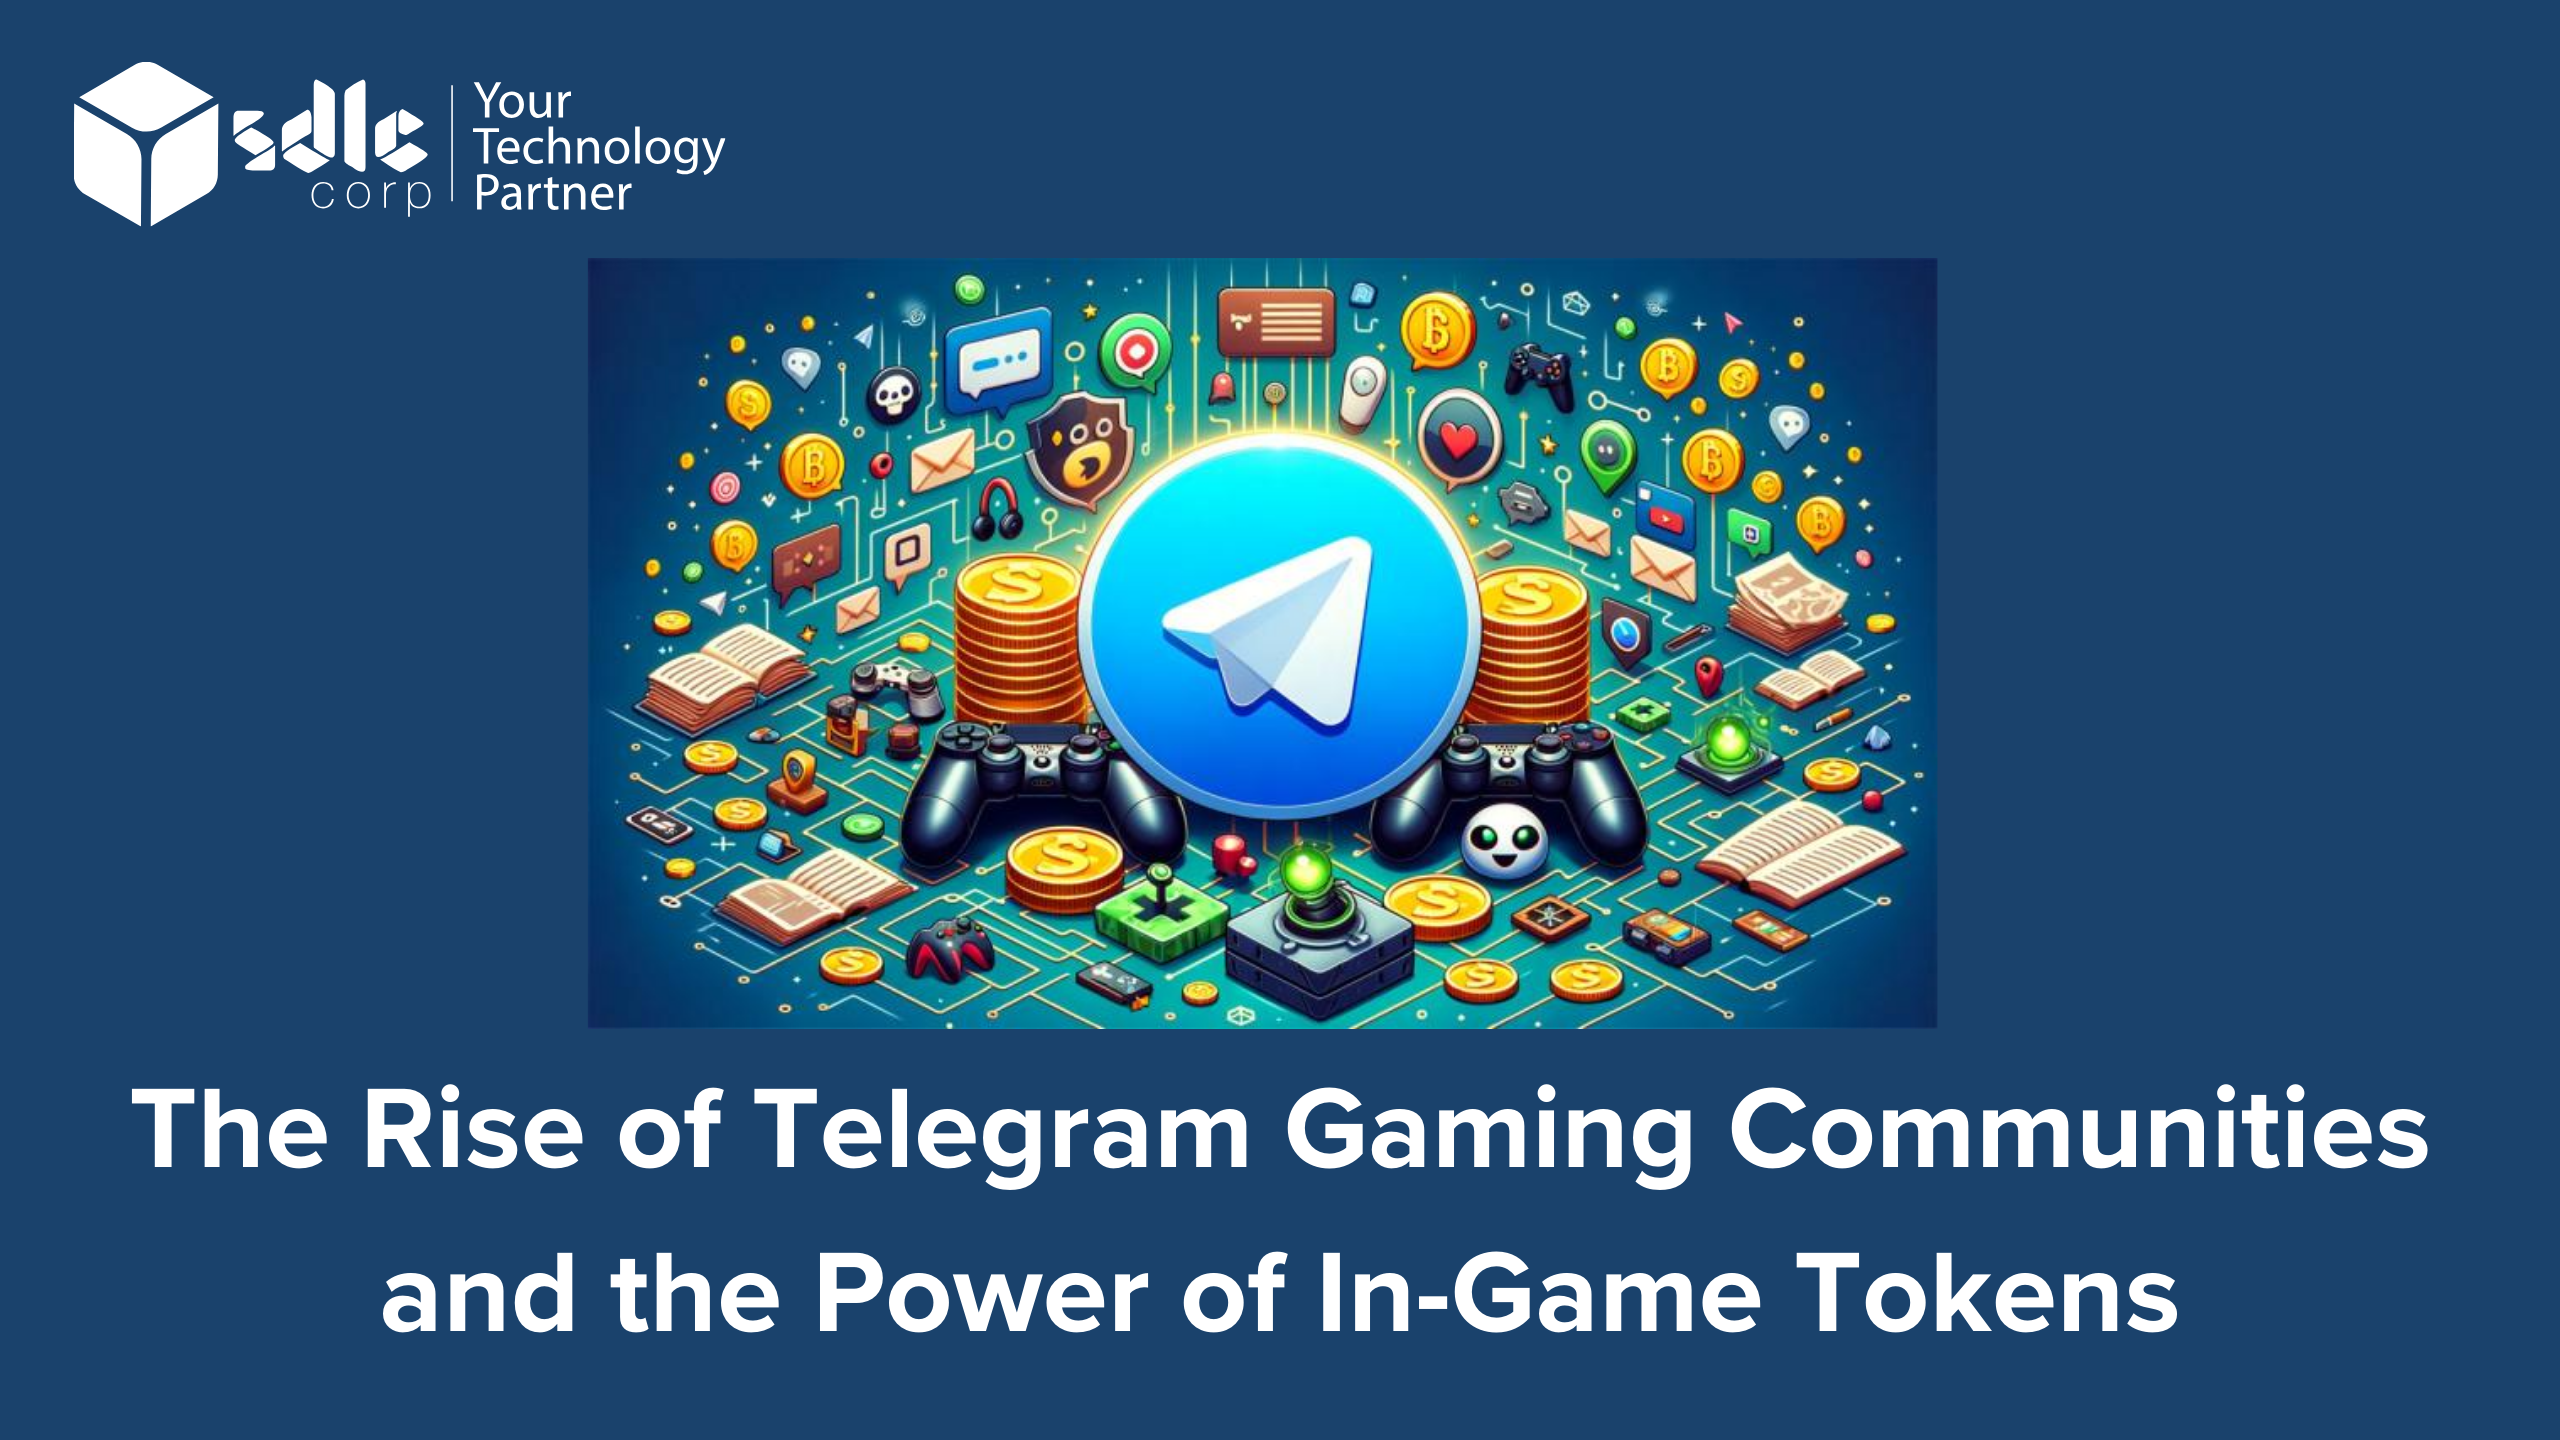 sdlc
corp
Your
Technology
Partner
The Rise of Telegram Gaming Communities
and the Power of In-Game Tokens